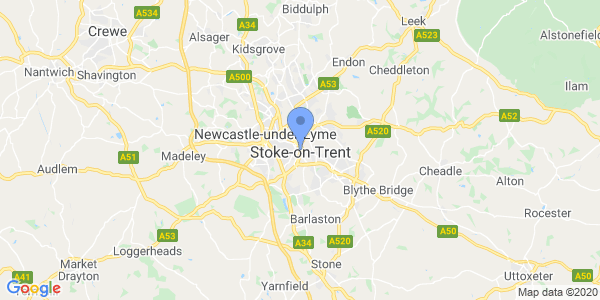 Biddulph
A534
A34
Leek
Crewe
Alsager
A523
Alstonefield
Kidsgrove
Endon
Nantwich
Shavington
A500
A53
Cheddleton
Ilam
A52
Newcastle-under-Lyme
A520
Stoke-on-Trent
A51
Madeley
Audlem
Cheadle
Alton
Blythe Bridge
Rocester
Barlaston
A53
A50
Loggerheads
A34
A520
Market
Drayton
Stone
A41
Uttoxeter
A50
Google
Yarnfield
Map data ©2020